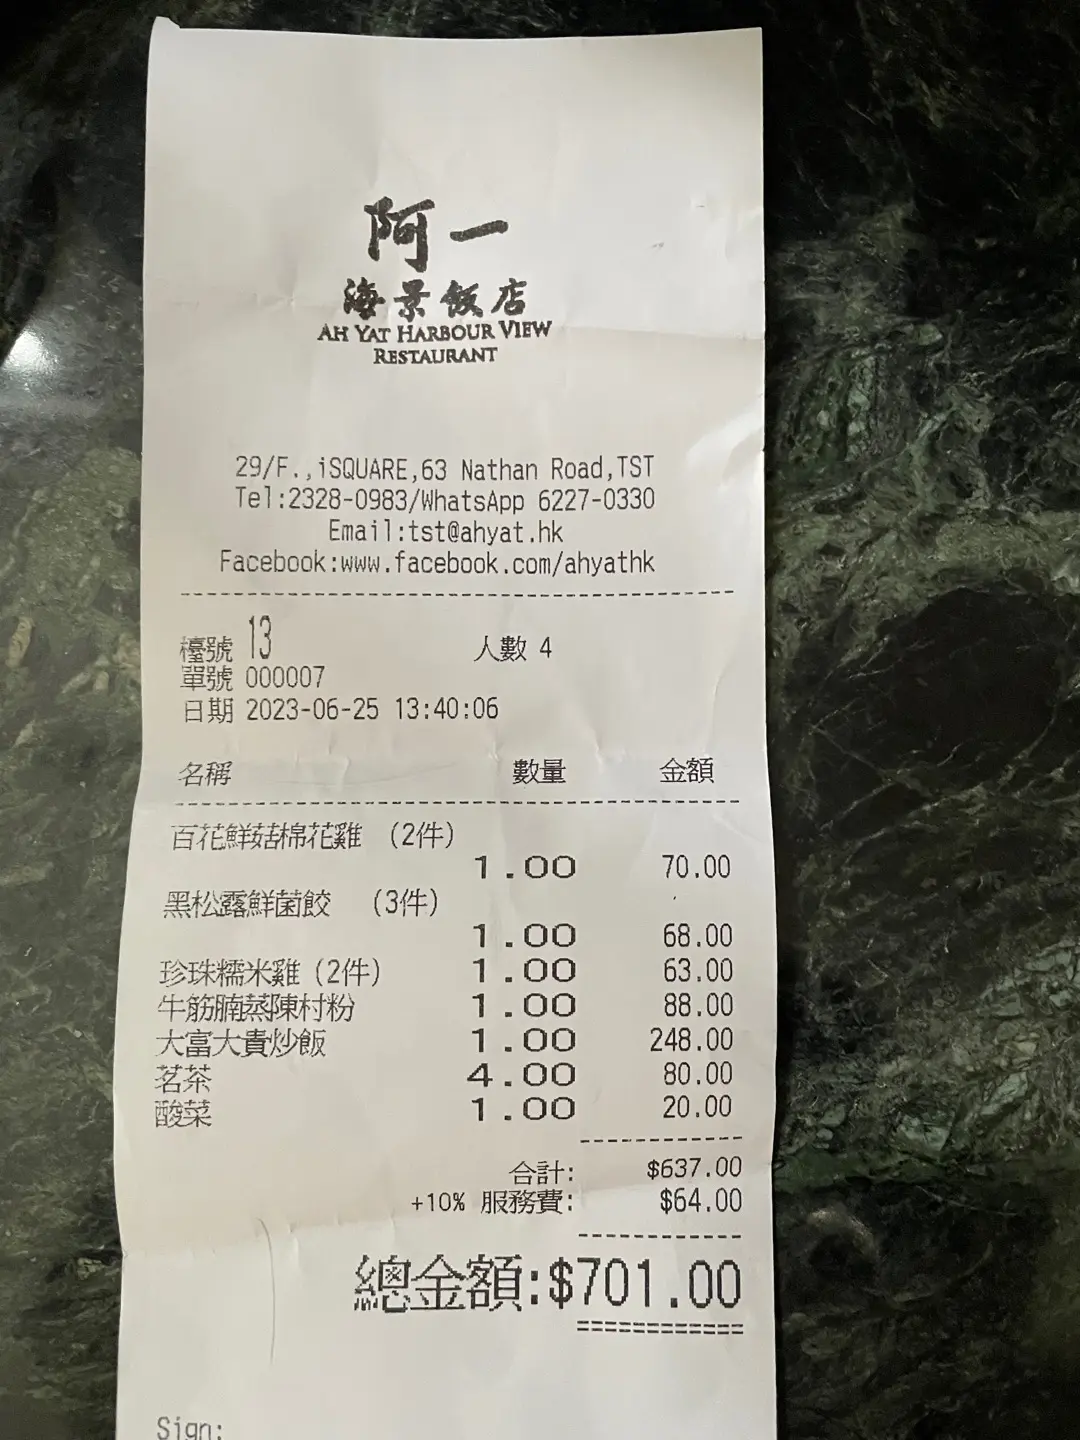 阿一
海景飯店
AH YAT HARBOUR VIEW
RESTAURANT
29/F.,iSQUARE,63 Nathan Road,TST
Tel:2328-0983/WhatsApp 6227-0330
Email:tst@ahyat.hk
Facebook:www.facebook.com/ahyathk
檯號 13 人數 4
單號 000007
日期 2023-06-25 13:40:06
名稱 數量 金額
百花鮮菇棉花雞 (2件)
1.00 70.00
黑松露鮮菌餃 (3件)
1.00 68.00
珍珠糯米雞(2件) 1.00 63.00
牛筋腩蒸陳村粉 1.00 88.00
大富大貴炒飯 1.00 248.00
茗茶 4.00 80.00
酸菜 1.00 20.00
合計: $637.00
+10% 服務費: $64.00
總金額:$701.00
Sign: